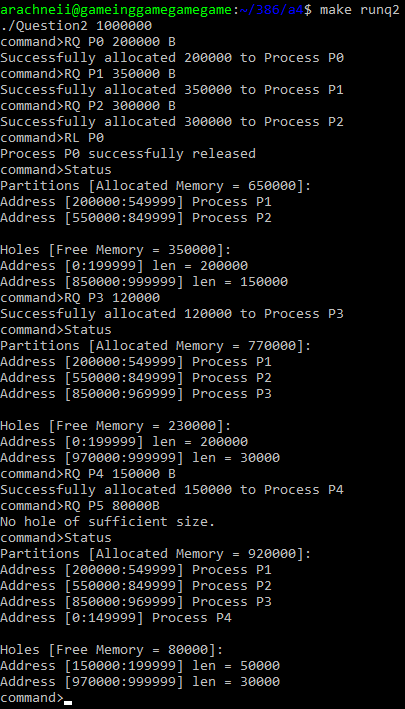 arachneii@gameinggamegamegame:~/386/a4$ make runq2
./Question2 1000000
command>RQ P0 200000 B
Successfully allocated 200000 to Process P0
command>RQ P1 350000 B
Successfully allocated 350000 to Process P1
command>RQ P2 300000 B
Successfully allocated 300000 to Process P2
command>RL P0
Process P0 successfully released
command>Status
Partitions [Allocated Memory = 650000]:
Address [200000:549999] Process P1
Address [550000:849999] Process P2

Holes [Free Memory = 350000]:
Address [0:199999] len = 200000
Address [850000:999999] len = 150000
command>RQ P3 120000
Successfully allocated 120000 to Process P3
command>Status
Partitions [Allocated Memory = 770000]:
Address [200000:549999] Process P1
Address [550000:849999] Process P2
Address [850000:969999] Process P3

Holes [Free Memory = 230000]:
Address [0:199999] len = 200000
Address [970000:999999] len = 30000
command>RQ P4 150000 B
Successfully allocated 150000 to Process P4
command>RQ P5 80000B
No hole of sufficient size.
command>Status
Partitions [Allocated Memory = 920000]:
Address [200000:549999] Process P1
Address [550000:849999] Process P2
Address [850000:969999] Process P3
Address [0:149999] Process P4

Holes [Free Memory = 80000]:
Address [150000:199999] len = 50000
Address [970000:999999] len = 30000
command>